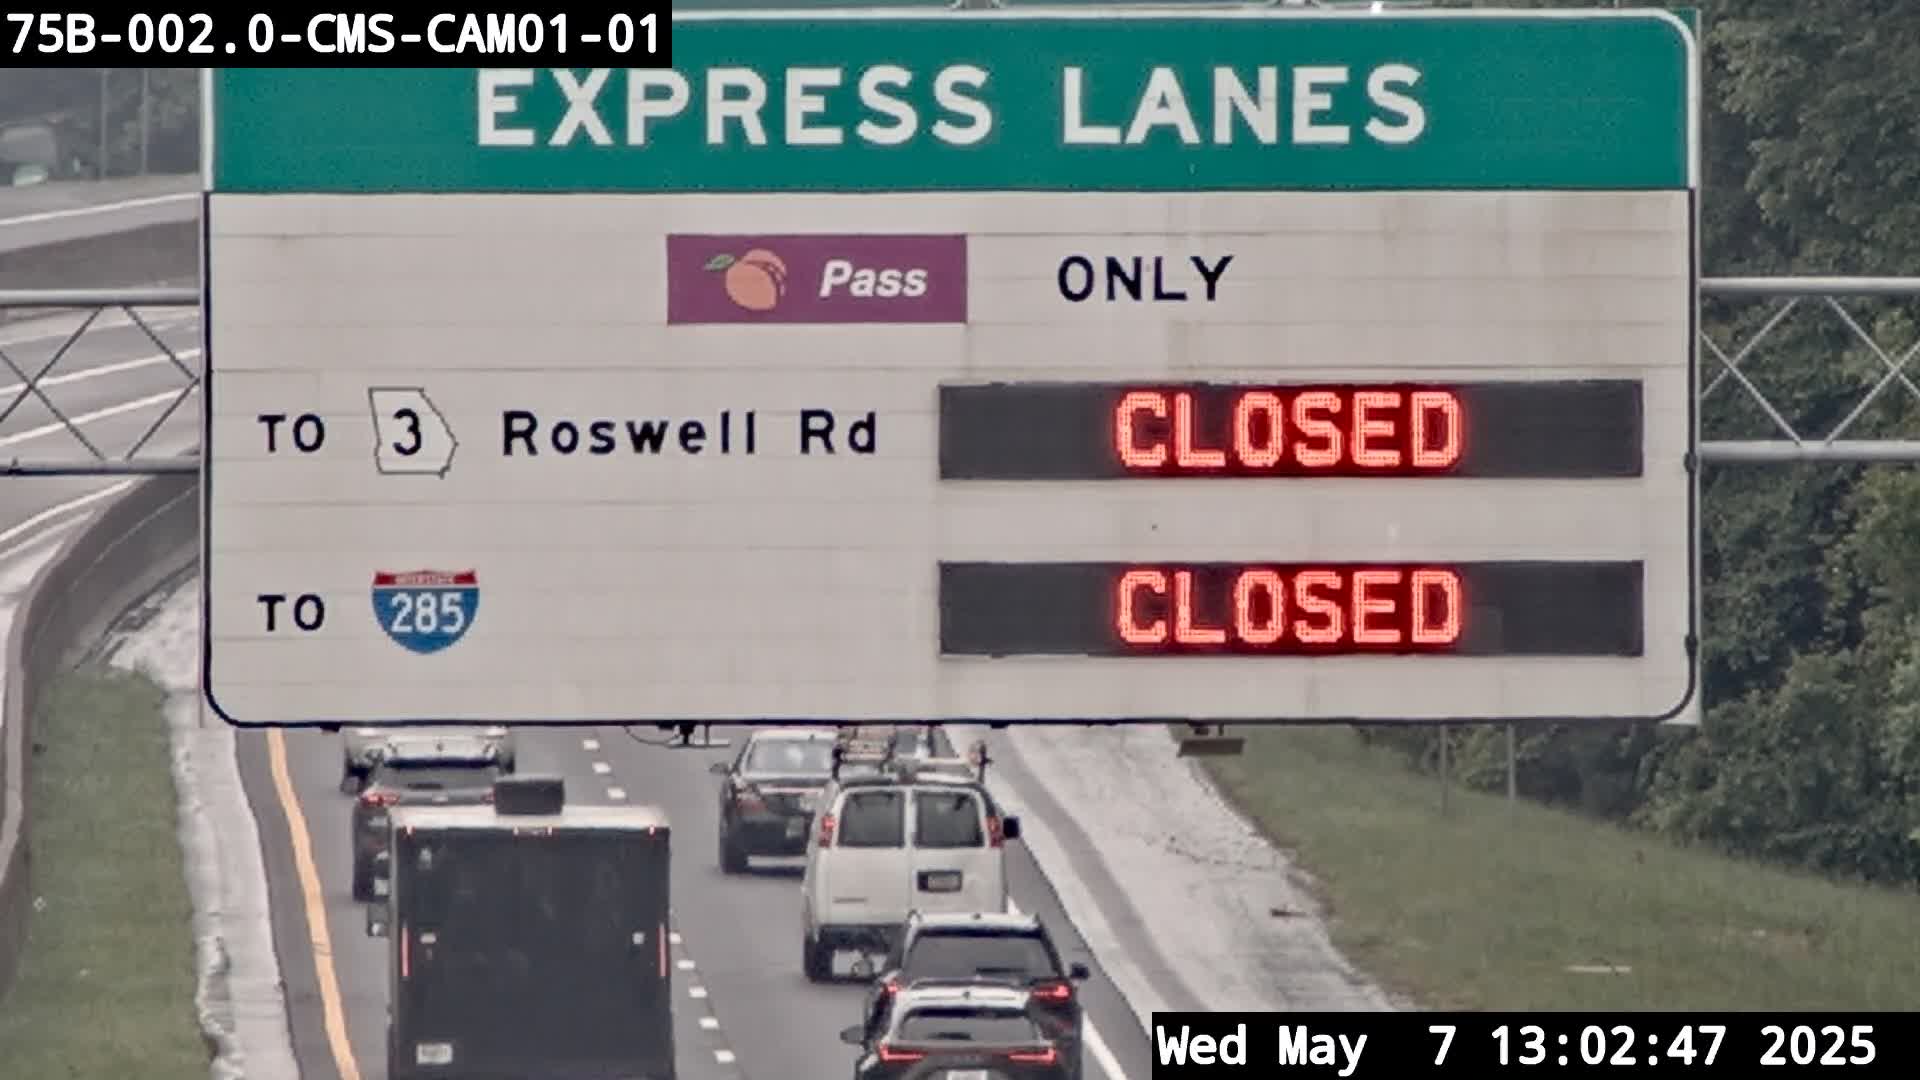 75B-002.0-CMS-CAM01-01
EXPRESS LANES
Pass ONLY
TO 3 Roswell Rd CLOSED
INTERSTATE
TO 285 CLOSED
Wed May 7 13:02:47 2025